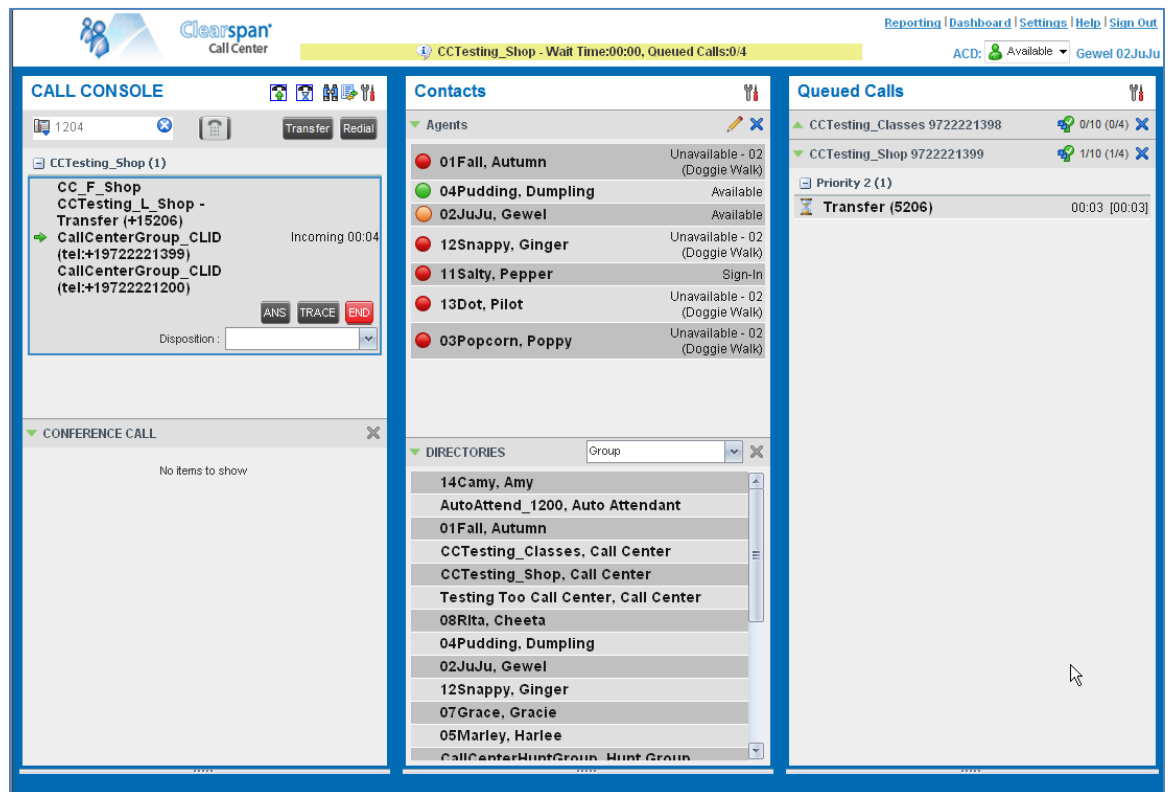 Clearspan
Call Center
Reporting | Dashboard | Settings | Help | Sign Out
CCTesting_Shop - Wait Time:00:00, Queued Calls:0/4
ACD: Available Gewel 02JuJu
CALL CONSOLE
1204
Transfer Redial
CCTesting_Shop (1)
CC_F_Shop
CCTesting_L_Shop -
Transfer (+15206)
CallCenterGroup_CLID Incoming 00:04
(tel:+19722221399)
CallCenterGroup_CLID
(tel:+19722221200)
ANS TRACE END
Disposition :
CONFERENCE CALL
No items to show
Contacts
Agents
01Fall, Autumn Unavailable - 02
(Doggie Walk)
04Pudding, Dumpling Available
02JuJu, Gewel Available
12Snappy, Ginger Unavailable - 02
(Doggie Walk)
11Salty, Pepper Sign-In
13Dot, Pilot Unavailable - 02
(Doggie Walk)
03Popcorn, Poppy Unavailable - 02
(Doggie Walk)
DIRECTORIES Group
14Camy, Amy
AutoAttend_1200, Auto Attendant
01Fall, Autumn
CCTesting_Classes, Call Center
CCTesting_Shop, Call Center
Testing Too Call Center, Call Center
08RIta, Cheeta
04Pudding, Dumpling
02JuJu, Gewel
12Snappy, Ginger
07Grace, Gracie
05Marley, Harlee
CallCenterHuntGroup, Hunt Group
Queued Calls
CCTesting_Classes 9722221398 0/10 (0/4)
CCTesting_Shop 9722221399 1/10 (1/4)
Priority 2 (1)
Transfer (5206) 00:03 [00:03]